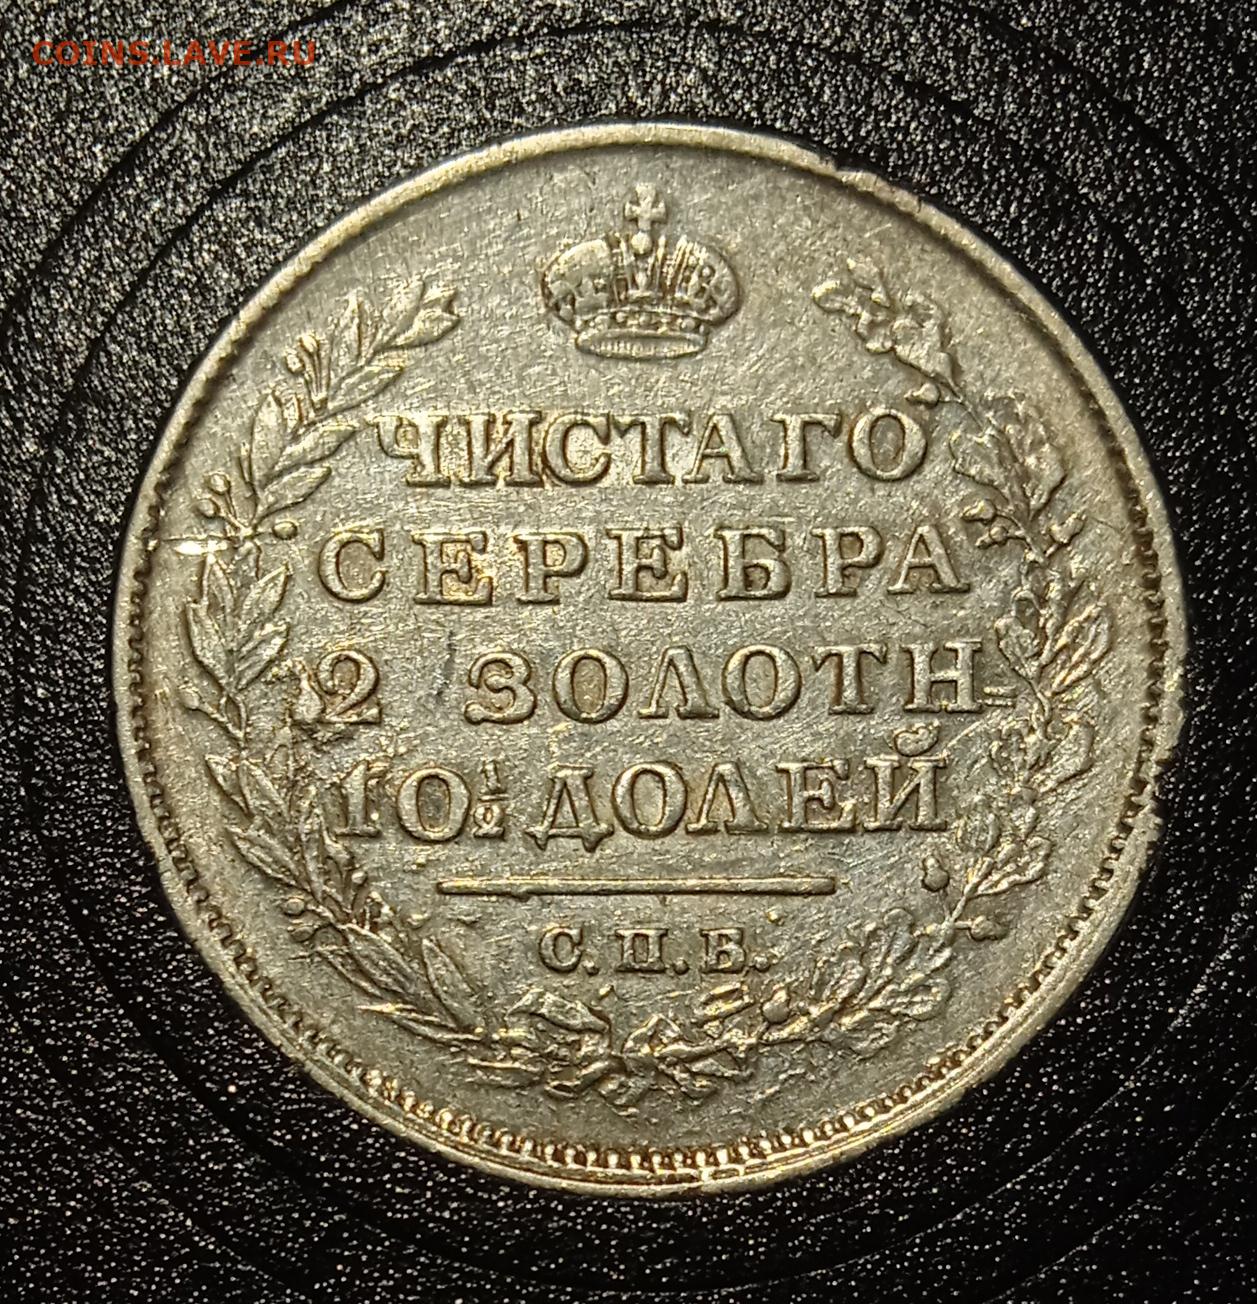 COINS.LAVE.RU
ЧИСТАГО
СЕРЕБРА
2 ЗОЛОТН
10½ ДОЛЕЙ
С.П.Б.